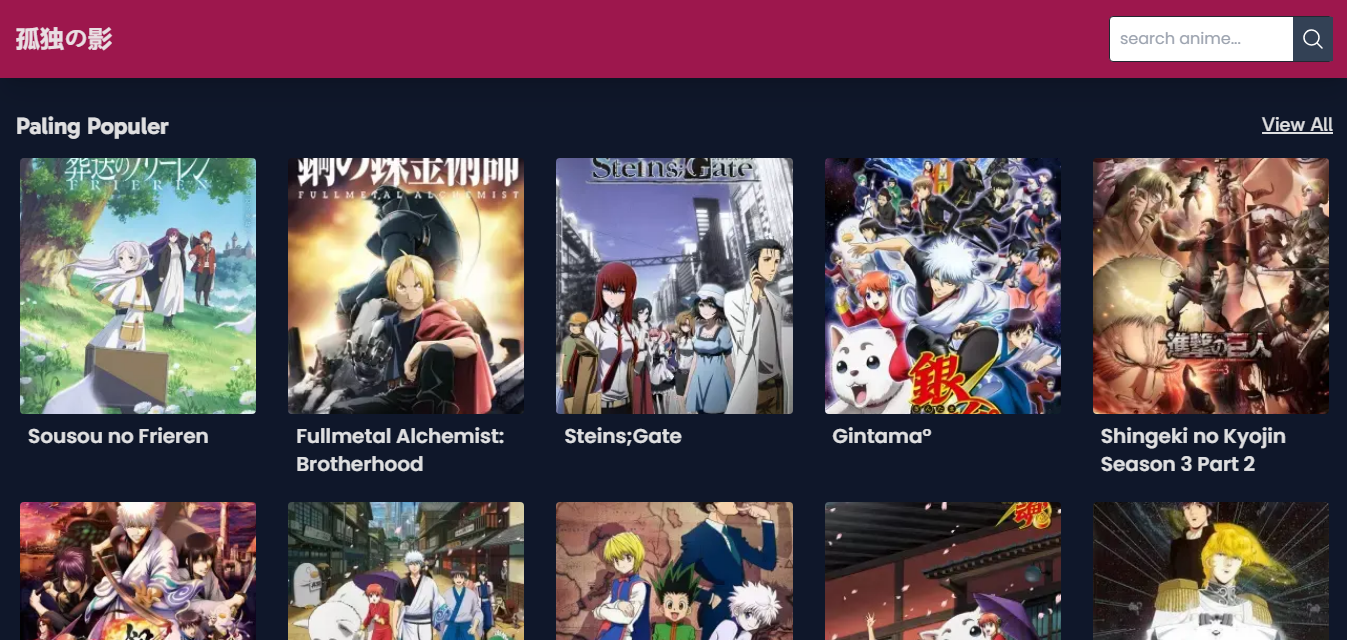 孤独の影
search anime...
Paling Populer
View All
葬送のフリーレン
FRIEREN
鋼の錬金術師
FULLMETAL ALCHEMIST
Steins;Gate
銀
進撃の巨人
3
Sousou no Frieren
Fullmetal Alchemist:
Brotherhood
Steins;Gate
Gintama°
Shingeki no Kyojin
Season 3 Part 2